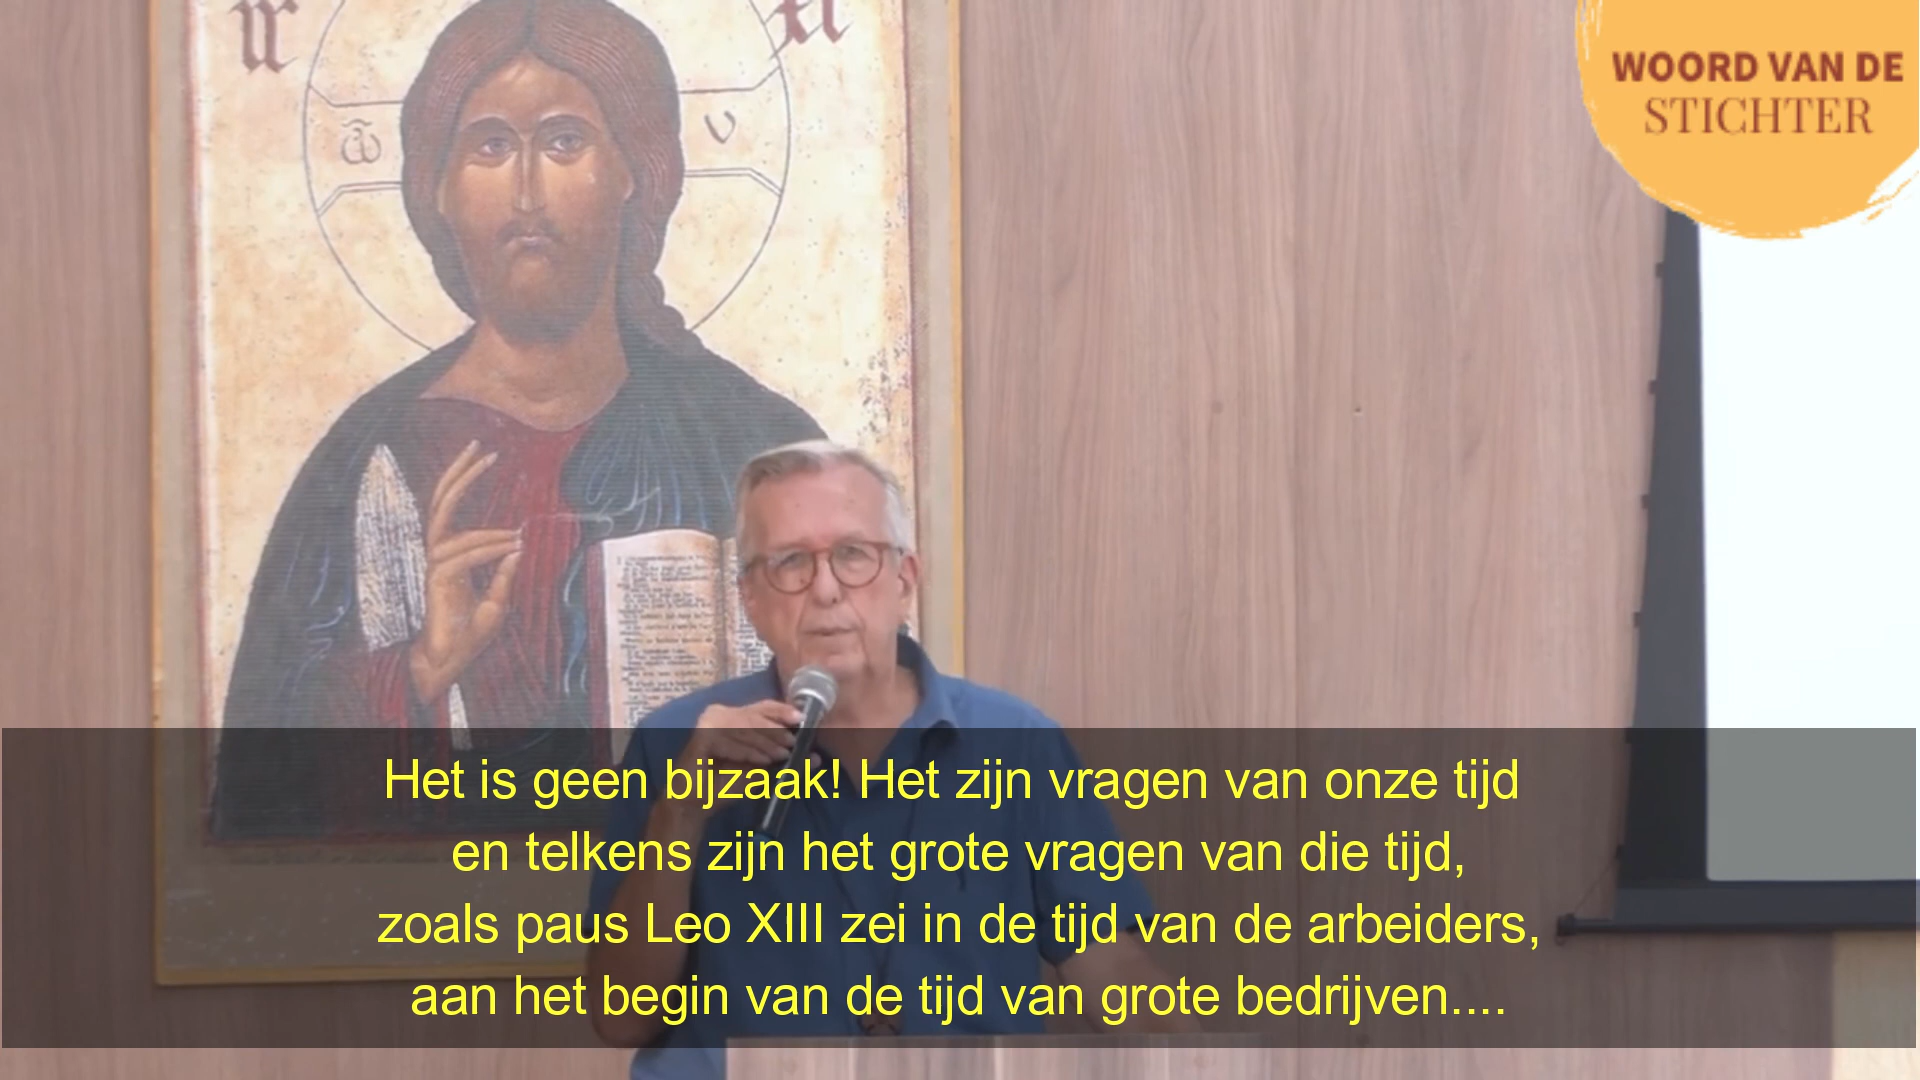 WOORD VAN DE
STICHTER
Het is geen bijzaak! Het zijn vragen van onze tijd
en telkens zijn het grote vragen van die tijd,
zoals paus Leo XIII zei in de tijd van de arbeiders,
aan het begin van de tijd van grote bedrijven....